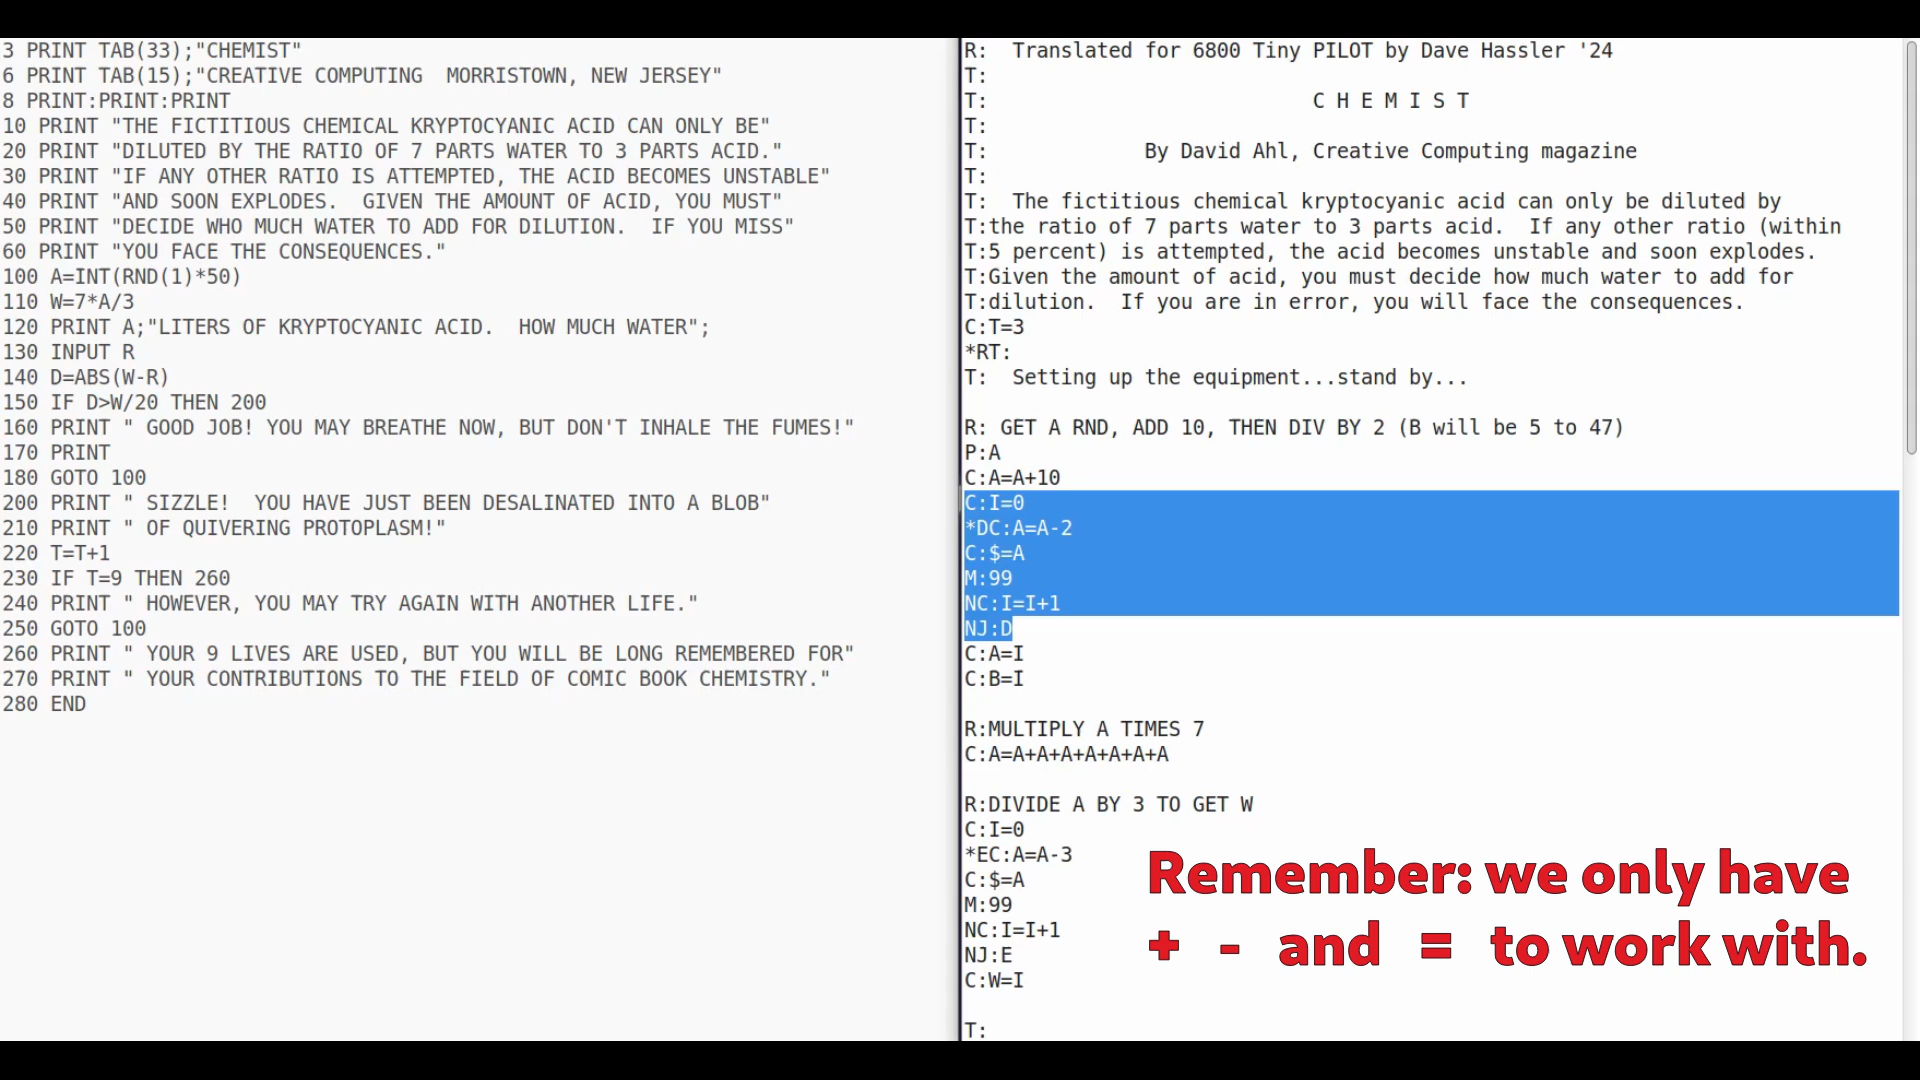 3 PRINT TAB(33);"CHEMIST"
6 PRINT TAB(15);"CREATIVE COMPUTING  MORRISTOWN, NEW JERSEY"
8 PRINT:PRINT:PRINT
10 PRINT "THE FICTITIOUS CHEMICAL KRYPTOCYANIC ACID CAN ONLY BE"
20 PRINT "DILUTED BY THE RATIO OF 7 PARTS WATER TO 3 PARTS ACID."
30 PRINT "IF ANY OTHER RATIO IS ATTEMPTED, THE ACID BECOMES UNSTABLE"
40 PRINT "AND SOON EXPLODES.  GIVEN THE AMOUNT OF ACID, YOU MUST"
50 PRINT "DECIDE WHO MUCH WATER TO ADD FOR DILUTION.  IF YOU MISS"
60 PRINT "YOU FACE THE CONSEQUENCES."
100 A=INT(RND(1)*50)
110 W=7*A/3
120 PRINT A;"LITERS OF KRYPTOCYANIC ACID.  HOW MUCH WATER";
130 INPUT R
140 D=ABS(W-R)
150 IF D>W/20 THEN 200
160 PRINT " GOOD JOB! YOU MAY BREATHE NOW, BUT DON'T INHALE THE FUMES!"
170 PRINT
180 GOTO 100
200 PRINT " SIZZLE!  YOU HAVE JUST BEEN DESALINATED INTO A BLOB"
210 PRINT " OF QUIVERING PROTOPLASM!"
220 T=T+1
230 IF T=9 THEN 260
240 PRINT " HOWEVER, YOU MAY TRY AGAIN WITH ANOTHER LIFE."
250 GOTO 100
260 PRINT " YOUR 9 LIVES ARE USED, BUT YOU WILL BE LONG REMEMBERED FOR"
270 PRINT " YOUR CONTRIBUTIONS TO THE FIELD OF COMIC BOOK CHEMISTRY."
280 END
R:  Translated for 6800 Tiny PILOT by Dave Hassler '24
T:
T:                           C H E M I S T
T:
T:             By David Ahl, Creative Computing magazine
T:
T:  The fictitious chemical kryptocyanic acid can only be diluted by
T:the ratio of 7 parts water to 3 parts acid.  If any other ratio (within
T:5 percent) is attempted, the acid becomes unstable and soon explodes.
T:Given the amount of acid, you must decide how much water to add for
T:dilution.  If you are in error, you will face the consequences.
C:T=3
*RT:
T:  Setting up the equipment...stand by...
R: GET A RND, ADD 10, THEN DIV BY 2 (B will be 5 to 47)
P:A
C:A=A+10
C:I=0
*DC:A=A-2
C:$=A
M:99
NC:I=I+1
NJ:D
C:A=I
C:B=I
R:MULTIPLY A TIMES 7
C:A=A+A+A+A+A+A+A
R:DIVIDE A BY 3 TO GET W
C:I=0
*EC:A=A-3
C:$=A
M:99
NC:I=I+1
NJ:E
C:W=I
T:
Remember: we only have
+ - and = to work with.